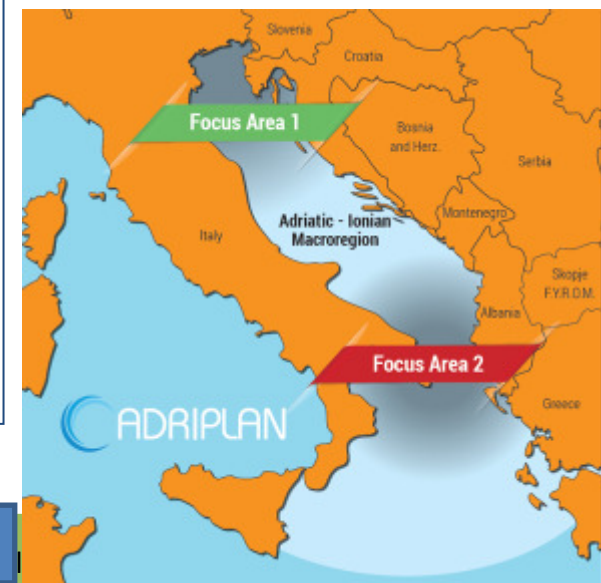 Slovenia
Croatia
Focus Area 1
Bosnia
and Herz.
Serbia
Adriatic - Ionian
Macroregion
Montenegro
Italy
Skopje
F.Y.R.O.M.
Albania
Focus Area 2
Greece
ADRIPLAN